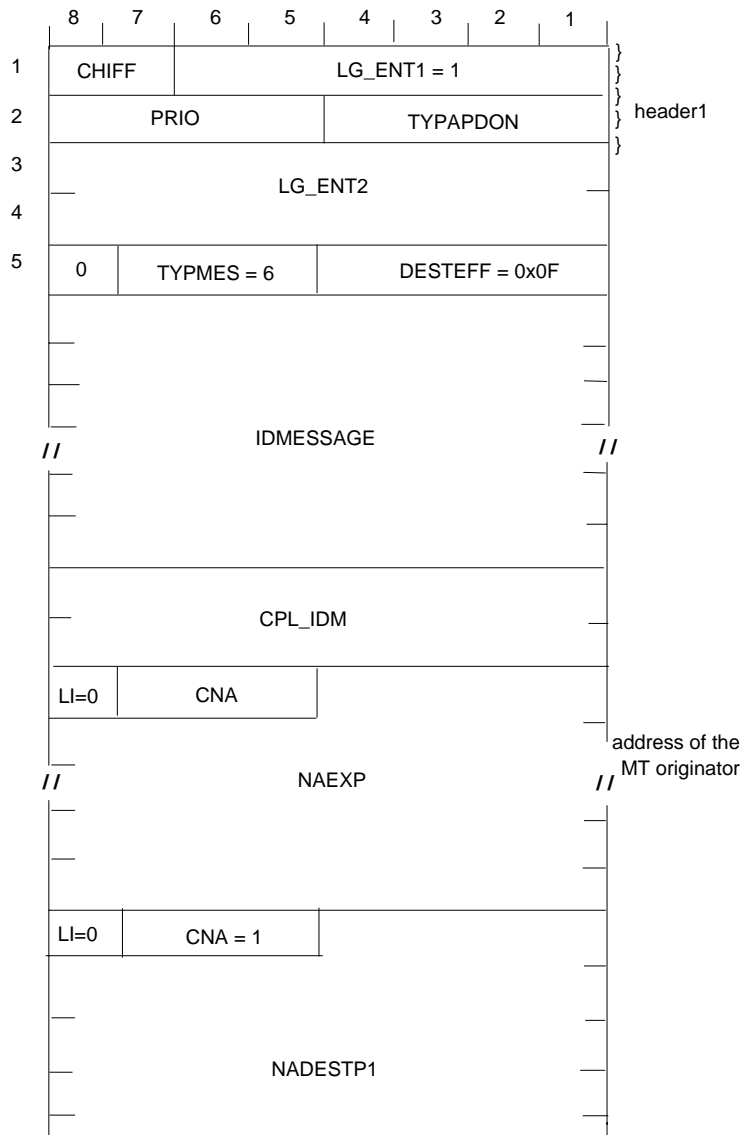 8 7 6 5 4 3 2 1
1 CHIFF LG_ENT1 = 1 }
}
}
2 PRIO TYPAPDON } header1
}
3
LG_ENT2
4
5 0 TYPMES = 6 DESTEFF = 0x0F
IDMESSAGE
// //
CPL_IDM
LI=0 CNA
address of the
MT originator
// NAEXP //
LI=0 CNA = 1
NADESTP1